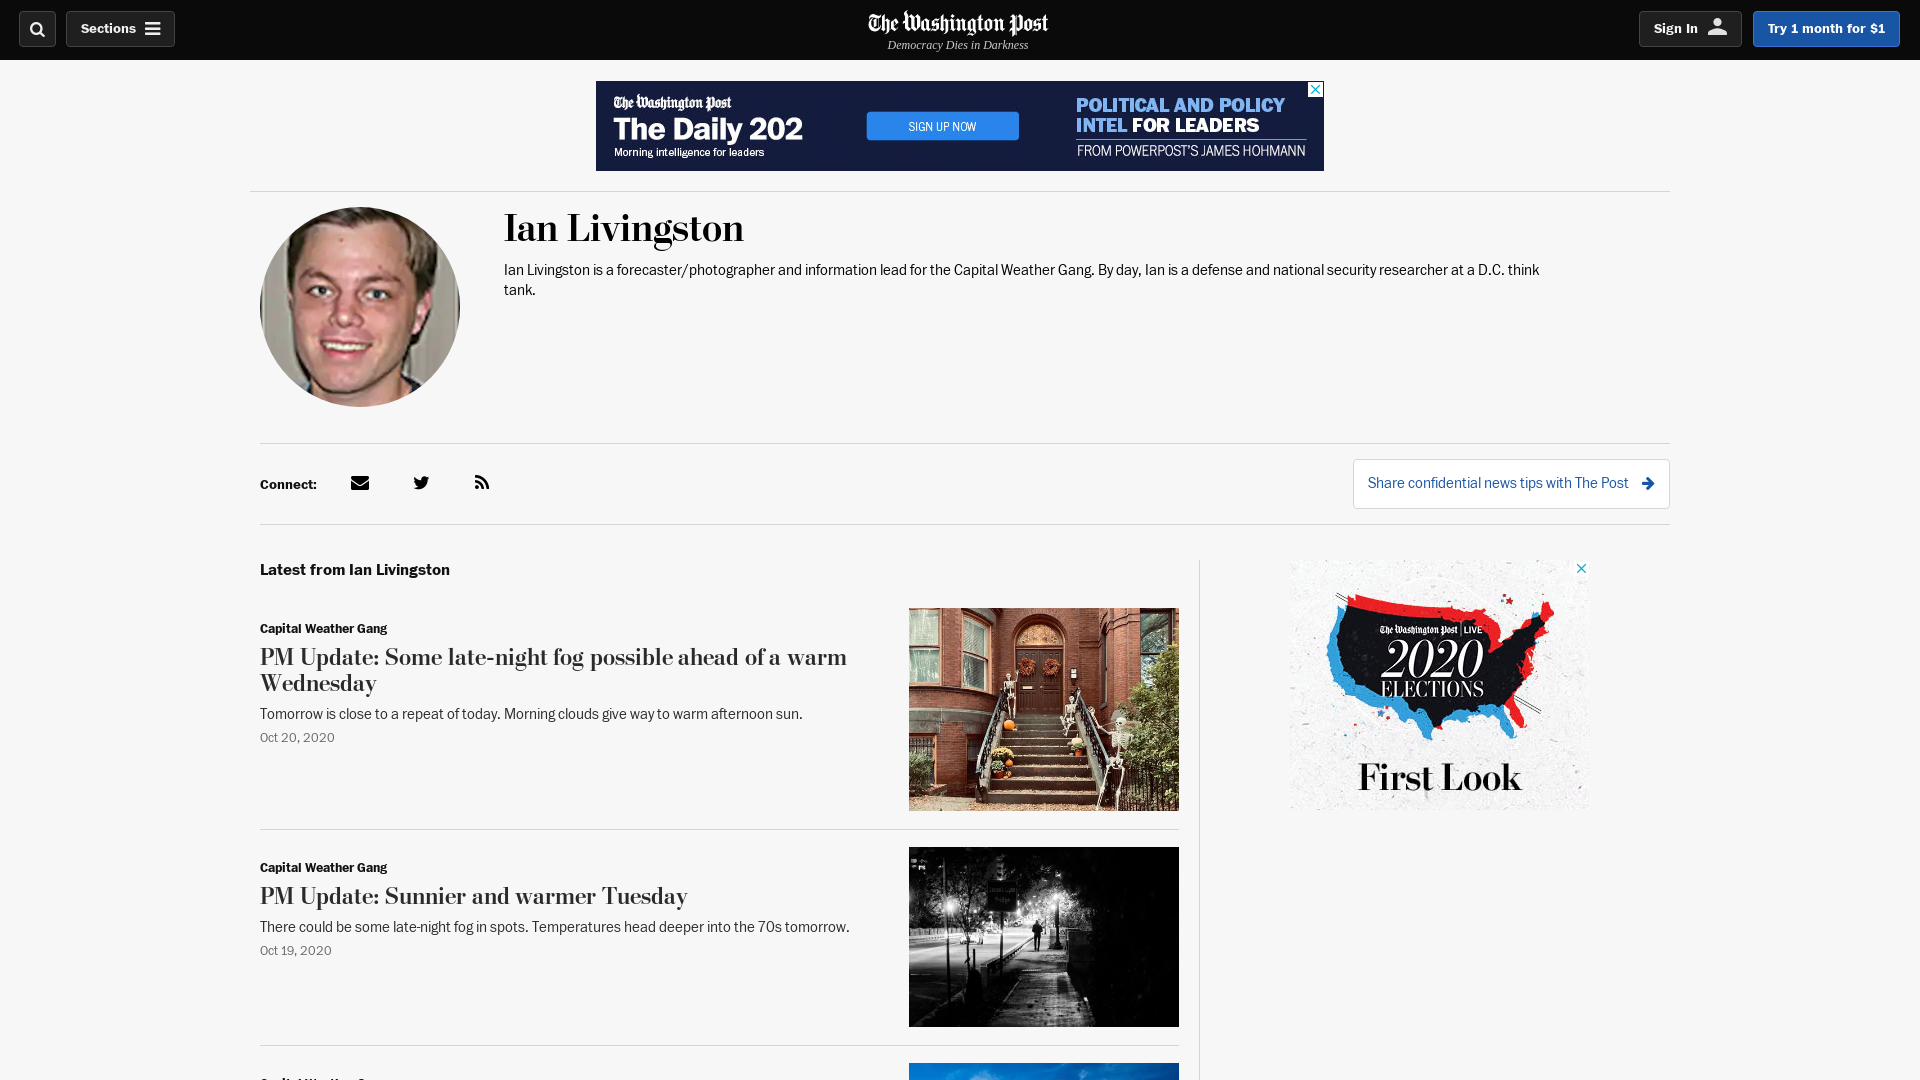 Sections
The Washington Post
Democracy Dies in Darkness
Sign In
Try 1 month for $1
The Washington Post
The Daily 202
Morning intelligence for leaders
SIGN UP NOW
POLITICAL AND POLICY
INTEL FOR LEADERS
FROM POWERPOST'S JAMES HOHMANN
Ian Livingston
Ian Livingston is a forecaster/photographer and information lead for the Capital Weather Gang. By day, Ian is a defense and national security researcher at a D.C. think
tank.
Connect:
Share confidential news tips with The Post
Latest from Ian Livingston
Capital Weather Gang
PM Update: Some late-night fog possible ahead of a warm
Wednesday
Tomorrow is close to a repeat of today. Morning clouds give way to warm afternoon sun.
Oct 20, 2020
The Washington Post LIVE
2020
ELECTIONS
First Look
Capital Weather Gang
PM Update: Sunnier and warmer Tuesday
There could be some late-night fog in spots. Temperatures head deeper into the 70s tomorrow.
Oct 19, 2020